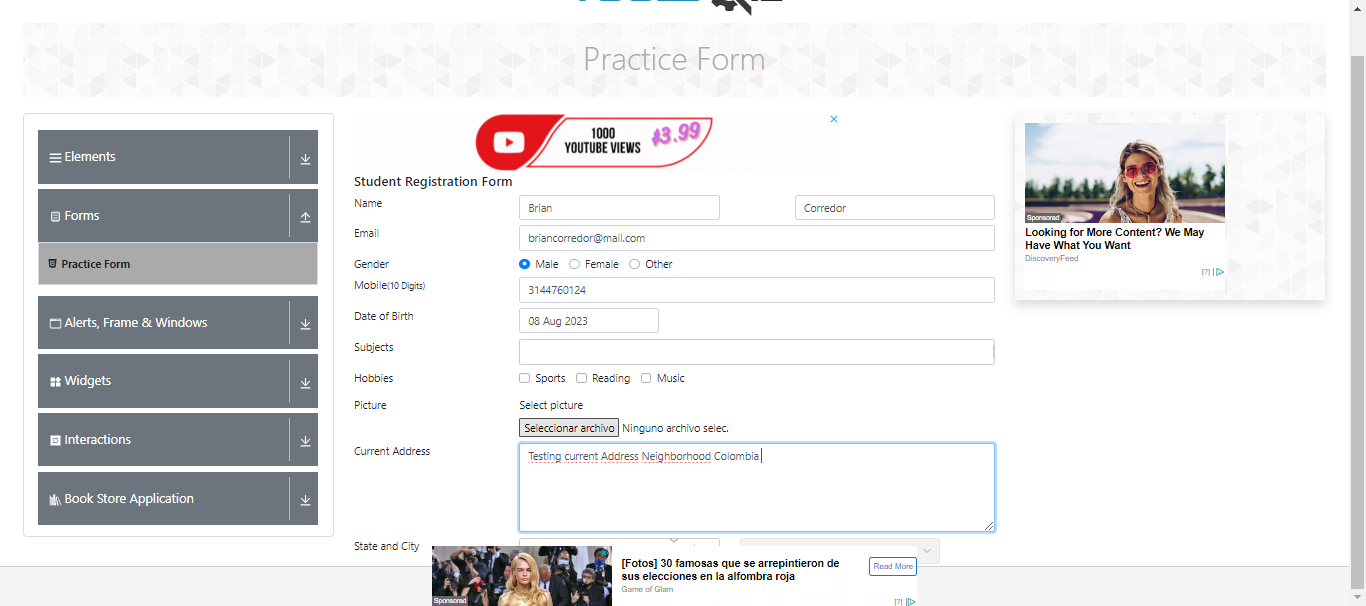 Practice Form
Elements
Forms
Practice Form
Alerts, Frame & Windows
Widgets
Interactions
Book Store Application
1000
YOUTUBE VIEWS
$3.99
Student Registration Form
Name
Brian
Corredor
Email
briancorredor@mail.com
Gender
Male
Female
Other
Mobile(10 Digits)
3144760124
Date of Birth
08 Aug 2023
Subjects
Hobbies
Sports
Reading
Music
Picture
Select picture
Seleccionar archivo
Ninguno archivo selec.
Current Address
Testing current Address Neighborhood Colombia
State and City
Sponsored
[Fotos] 30 famosas que se arrepintieron de
sus elecciones en la alfombra roja
Game of Glam
Read More
[?]
Sponsored
Looking for More Content? We May
Have What You Want
DiscoveryFeed
[?]